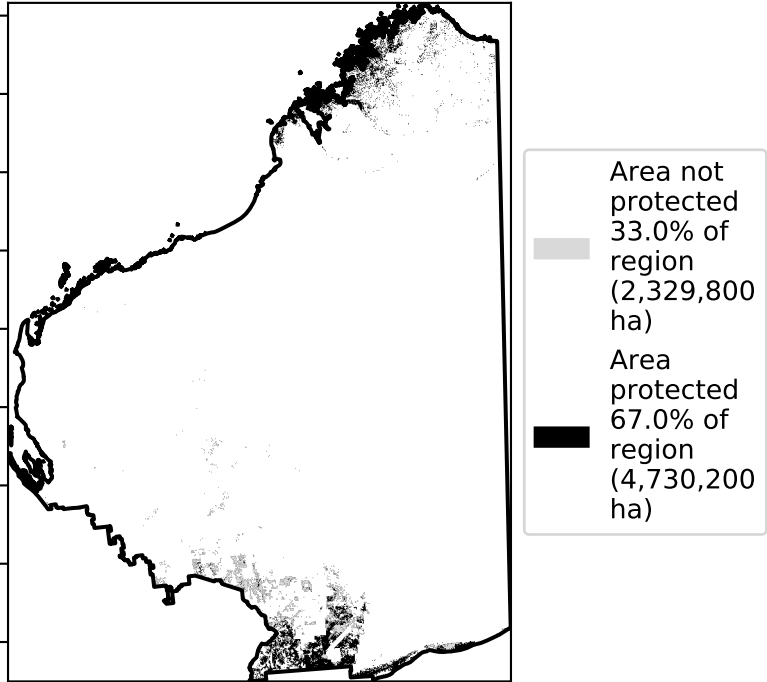 Area not
protected
33.0% of
region
(2,329,800
ha)
Area
protected
67.0% of
region
(4,730,200
ha)